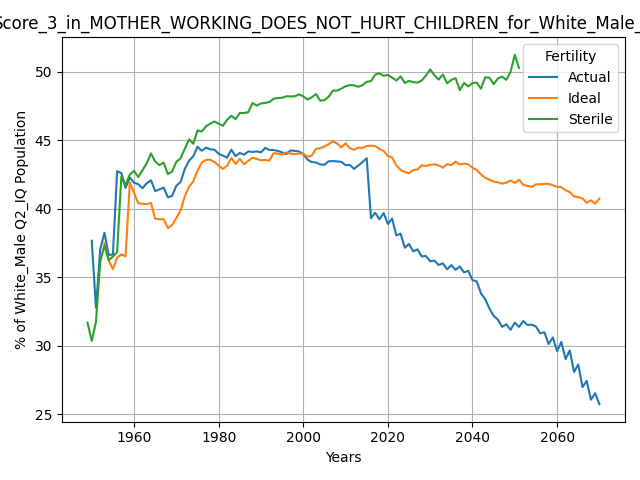 Score_3_in_MOTHER_WORKING_DOES_NOT_HURT_CHILDREN_for_White_Male_
% of White_Male Q2_IQ Population
50
45
40
35
30
25
Fertility
Actual
Ideal
Sterile
1960 1980 2000 2020 2040 2060
Years